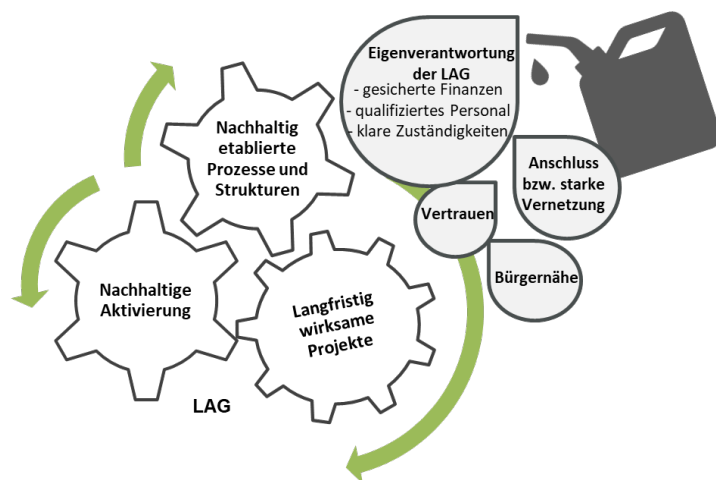 Eigenverantwortung
der LAG
- gesicherte Finanzen
- qualifiziertes Personal
- klare Zuständigkeiten
Nachhaltig
etablierte
Prozesse und
Strukturen
Anschluss
bzw. starke
Vernetzung
Vertrauen
Bürgernähe
Nachhaltige
Aktivierung
Langfristig
wirksame
Projekte
LAG